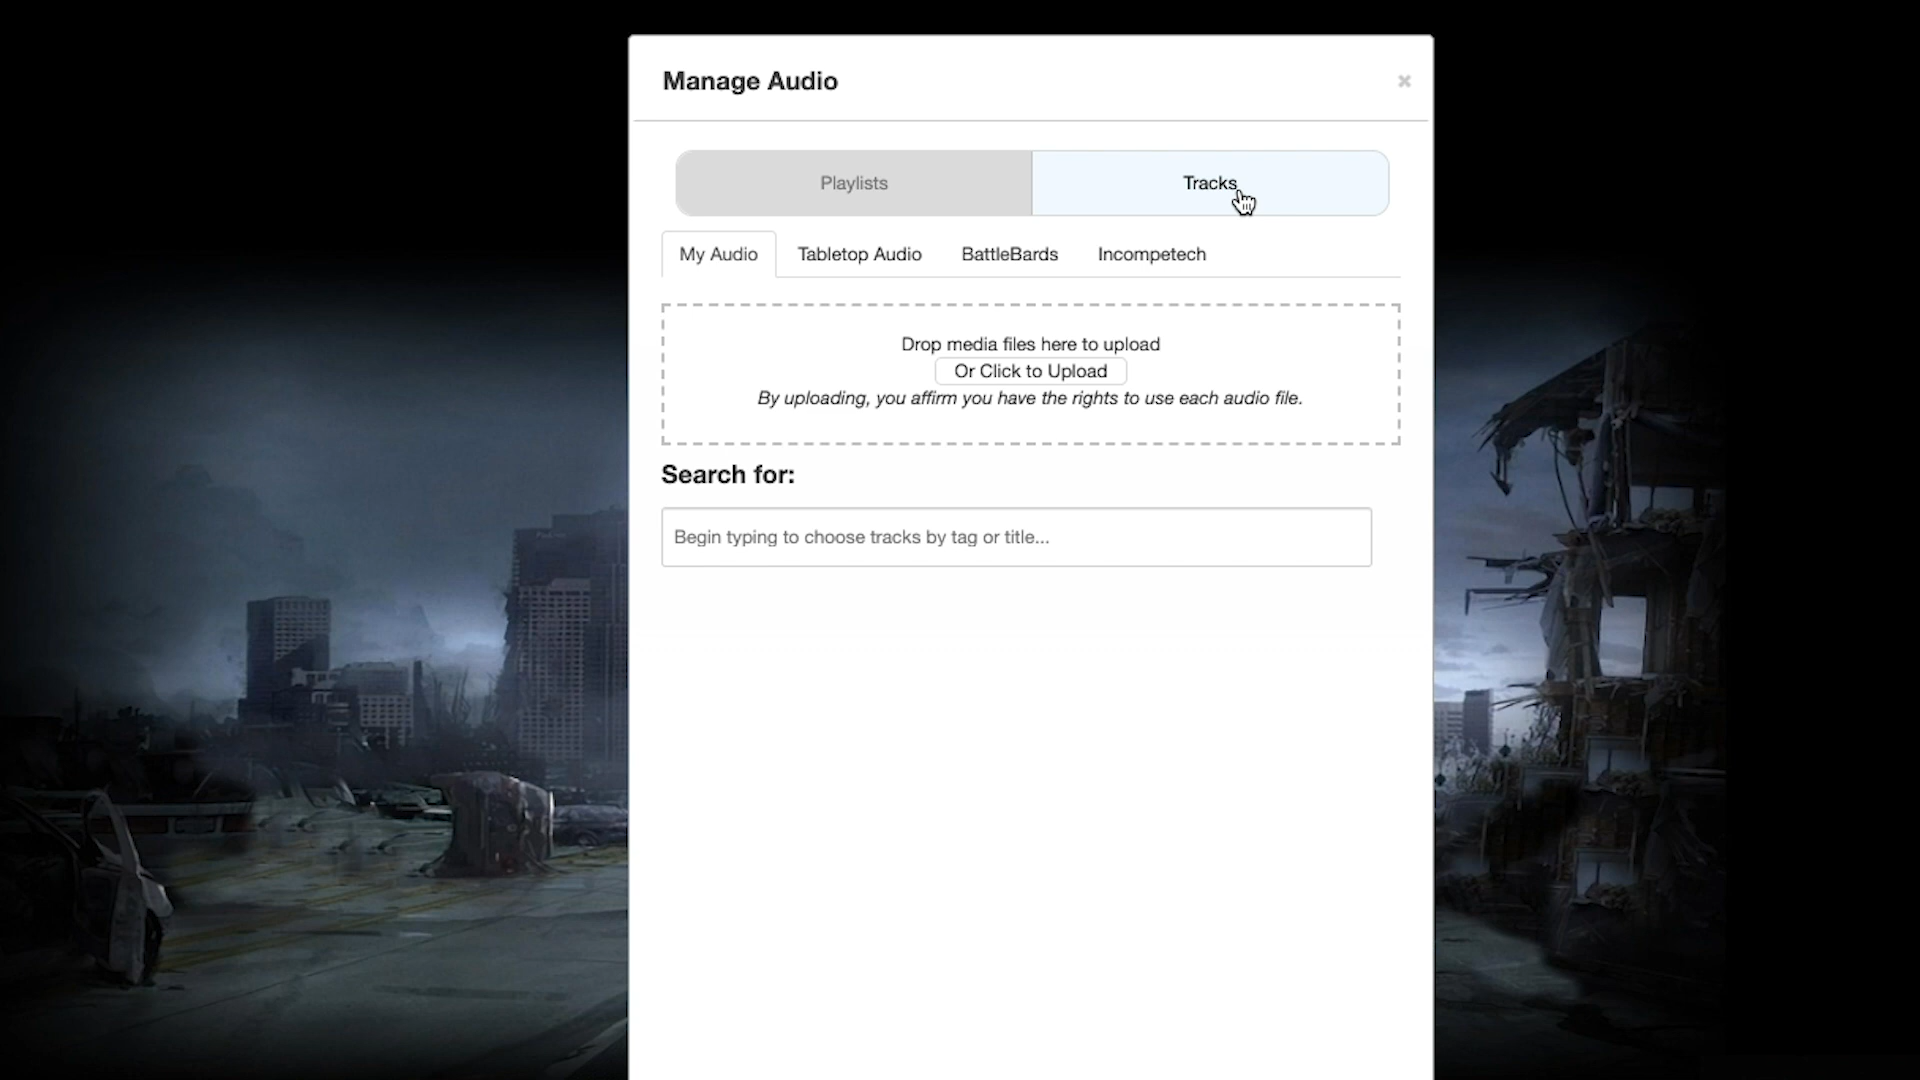 Manage Audio
Playlists
Tracks
My Audio
Tabletop Audio
BattleBards
Incompetech
Drop media files here to upload
Or Click to Upload
By uploading, you affirm you have the rights to use each audio file.
Search for:
Begin typing to choose tracks by tag or title...